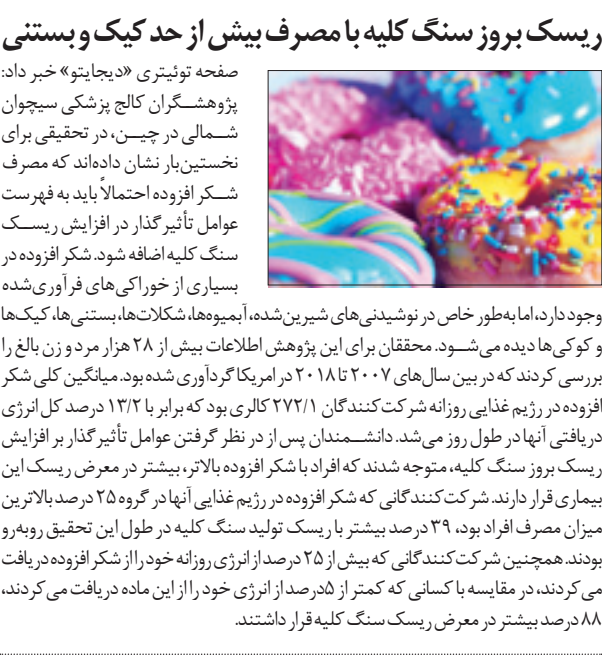 ریسک بروز سنگ کلیه با مصرف بیش از حد کیک و بستنی
صفحه توئیتری «دیجایتو» خبر داد:
پژوهشگران کالج پزشکی سیچوان
شمالی در چین، در تحقیقی برای
نخستین‌بار نشان داده‌اند که مصرف
شکر افزوده احتمالاً باید به فهرست
عوامل تأثیرگذار در افزایش ریسک
سنگ کلیه اضافه شود. شکر افزوده در
بسیاری از خوراکی‌های فرآوری‌شده
وجود دارد، اما به‌طور خاص در نوشیدنی‌های شیرین‌شده، آبمیوه‌ها، شکلات‌ها، بستنی‌ها، کیک‌ها
و کوکی‌ها دیده می‌شود. محققان برای این پژوهش اطلاعات بیش از ۲۸ هزار مرد و زن بالغ را
بررسی کردند که در بین سال‌های ۲۰۰۷ تا ۲۰۱۸ در امریکا گردآوری شده بود. میانگین کلی شکر
افزوده در رژیم غذایی روزانه شرکت‌کنندگان ۲۷۲/۱ کالری بود که برابر با ۱۳/۲ درصد کل انرژی
دریافتی آنها در طول روز می‌شد. دانشمندان پس از در نظر گرفتن عوامل تأثیرگذار بر افزایش
ریسک بروز سنگ کلیه، متوجه شدند که افراد با شکر افزوده بالاتر، بیشتر در معرض ریسک این
بیماری قرار دارند. شرکت‌کنندگانی که شکر افزوده در رژیم غذایی آنها در گروه ۲۵ درصد بالاترین
میزان مصرف افراد بود، ۳۹ درصد بیشتر با ریسک تولید سنگ کلیه در طول این تحقیق روبه‌رو
بودند. همچنین شرکت‌کنندگانی که بیش از ۲۵ درصد از انرژی روزانه خود را از شکر افزوده دریافت
می‌کردند، در مقایسه با کسانی که کمتر از ۵درصد از انرژی خود را از این ماده دریافت می‌کردند،
۸۸ درصد بیشتر در معرض ریسک سنگ کلیه قرار داشتند.